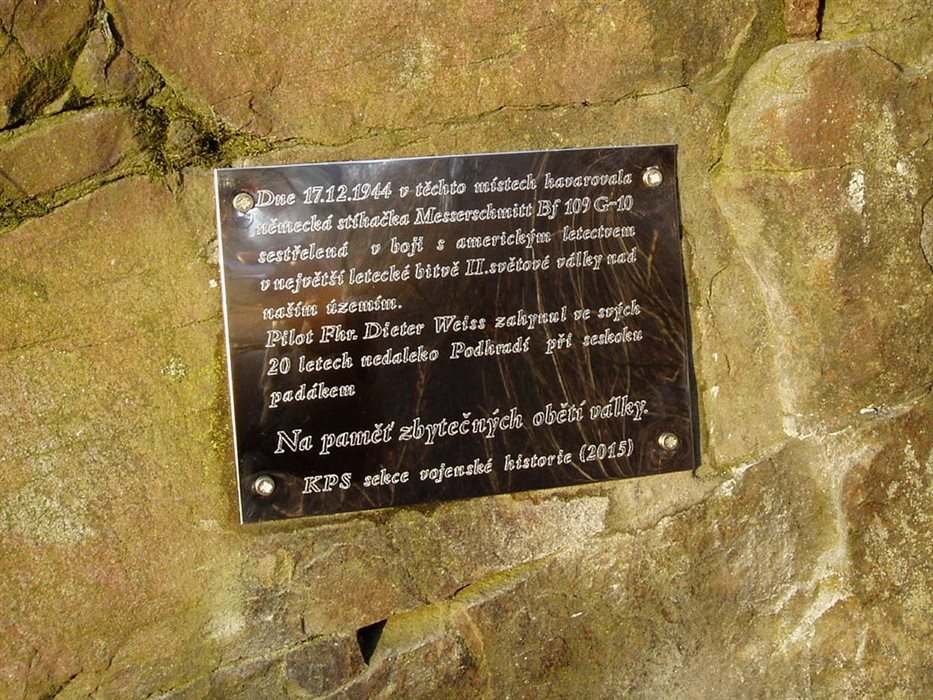 Dne 17.12.1944 v těchto místech havarovala
německá stíhačka Messerschmitt Bf 109 G-10
sestřelená v boji s americkým letectvem
v největší letecké bitvě II.světové války nad
naším územím.
Pilot Fhr. Dieter Weiss zahynul ve svých
20 letech nedaleko Podhradí při seskoku
padákem
Na paměť zbytečných obětí války.
KPS sekce vojenské historie (2015)